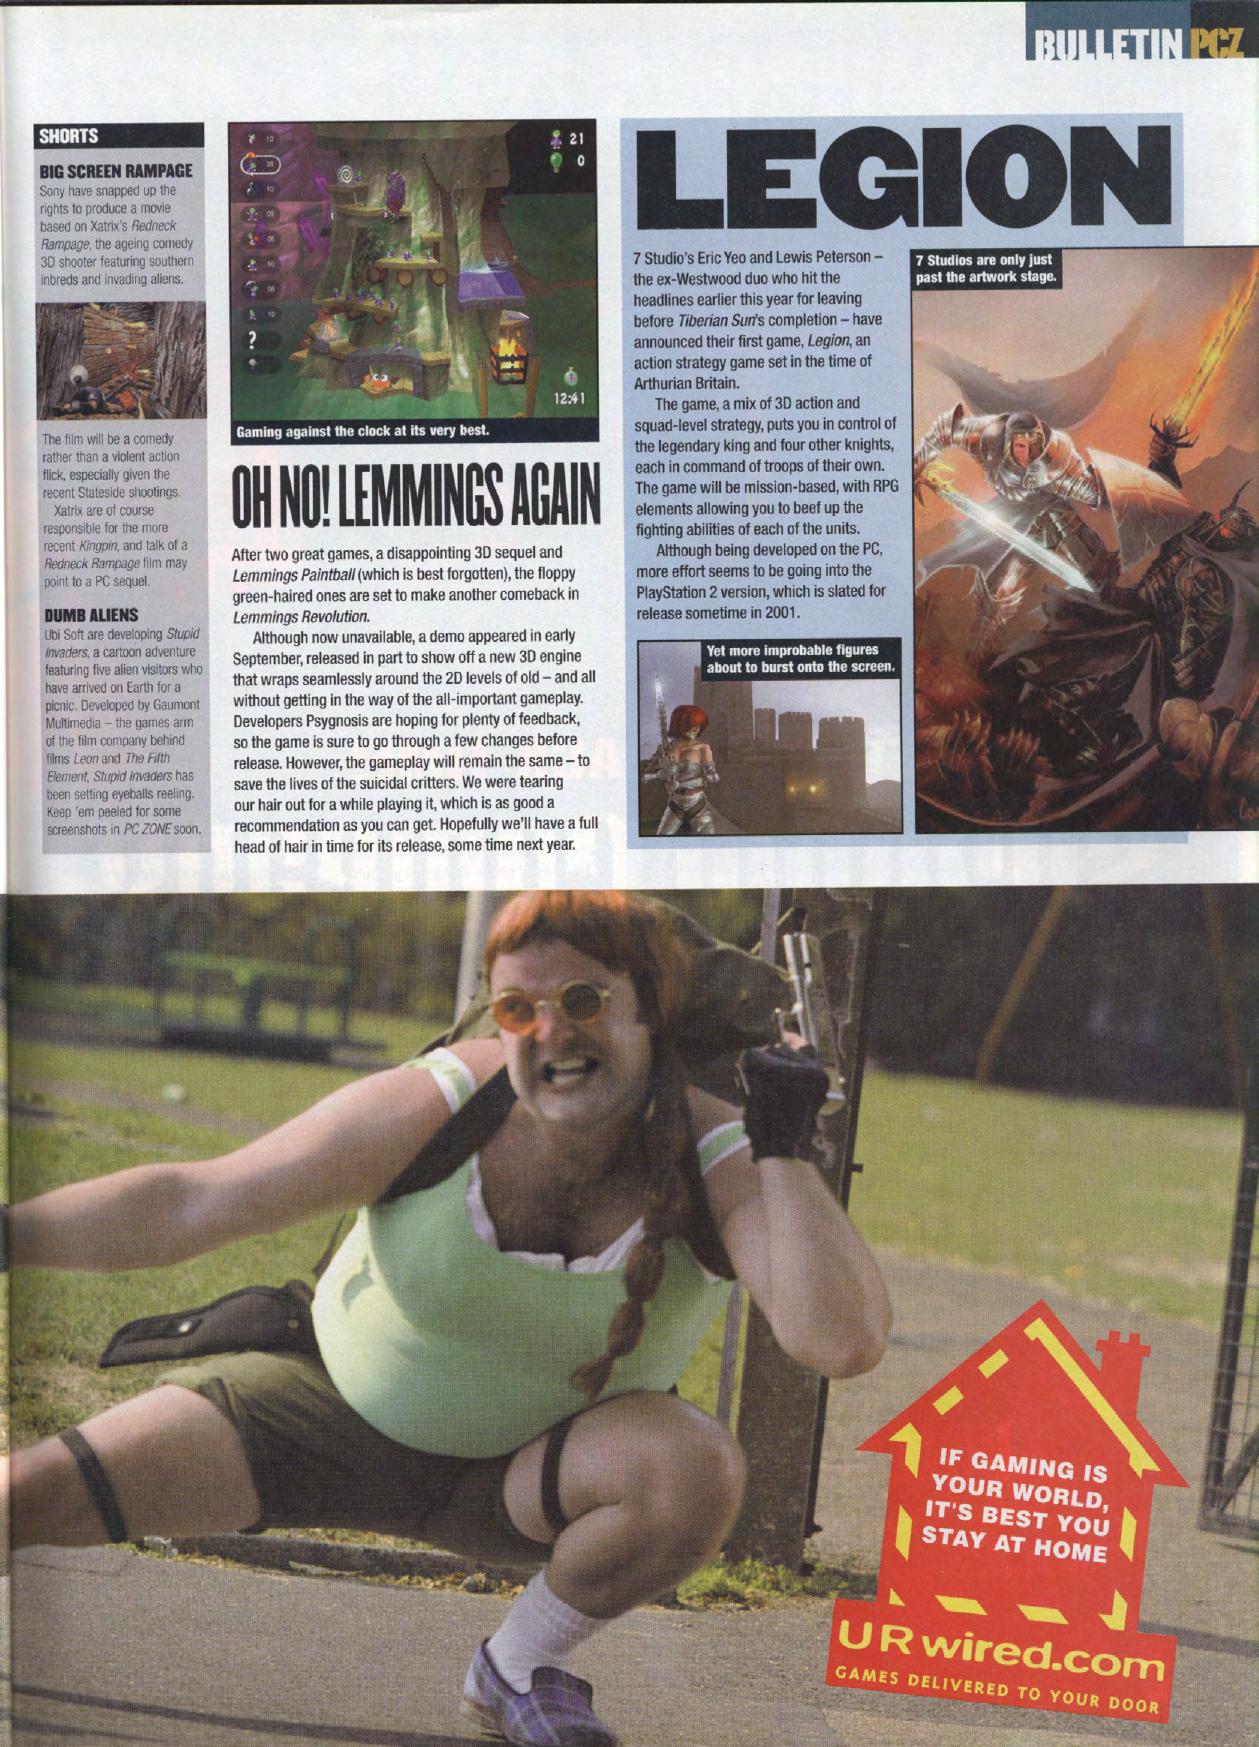 BULLETIN PCZ
SHORTS
BIG SCREEN RAMPAGE
Sony have snapped up the
rights to produce a movie
based on Xatrix's Redneck
Rampage, the ageing comedy
3D shooter featuring southern
inbreds and invading aliens.
The film will be a comedy
rather than a violent action
flick, especially given the
recent Stateside shootings.
Xatrix are of course
responsible for the more
recent Kingpin, and talk of a
Redneck Rampage film may
point to a PC sequel.
DUMB ALIENS
Ubi Soft are developing Stupid
Invaders, a cartoon adventure
featuring five alien visitors who
have arrived on Earth for a
picnic. Developed by Gaumont
Multimedia – the games arm
of the film company behind
films Leon and The Fifth
Element, Stupid Invaders has
been setting eyeballs reeling.
Keep 'em peeled for some
screenshots in PC ZONE soon.
10
08
10
09
08
10
08
10
?
21
0
12:41
Gaming against the clock at its very best.
OH NO! LEMMINGS AGAIN
After two great games, a disappointing 3D sequel and
Lemmings Paintball (which is best forgotten), the floppy
green-haired ones are set to make another comeback in
Lemmings Revolution.
Although now unavailable, a demo appeared in early
September, released in part to show off a new 3D engine
that wraps seamlessly around the 2D levels of old – and all
without getting in the way of the all-important gameplay.
Developers Psygnosis are hoping for plenty of feedback,
so the game is sure to go through a few changes before
release. However, the gameplay will remain the same – to
save the lives of the suicidal critters. We were tearing
our hair out for a while playing it, which is as good a
recommendation as you can get. Hopefully we'll have a full
head of hair in time for its release, some time next year.
LEGION
7 Studio's Eric Yeo and Lewis Peterson –
the ex-Westwood duo who hit the
headlines earlier this year for leaving
before Tiberian Sun's completion – have
announced their first game, Legion, an
action strategy game set in the time of
Arthurian Britain.
The game, a mix of 3D action and
squad-level strategy, puts you in control of
the legendary king and four other knights,
each in command of troops of their own.
The game will be mission-based, with RPG
elements allowing you to beef up the
fighting abilities of each of the units.
Although being developed on the PC,
more effort seems to be going into the
PlayStation 2 version, which is slated for
release sometime in 2001.
Yet more improbable figures
about to burst onto the screen.
7 Studios are only just
past the artwork stage.
IF GAMING IS
YOUR WORLD,
IT'S BEST YOU
STAY AT HOME
URwired.com
GAMES DELIVERED TO YOUR DOOR